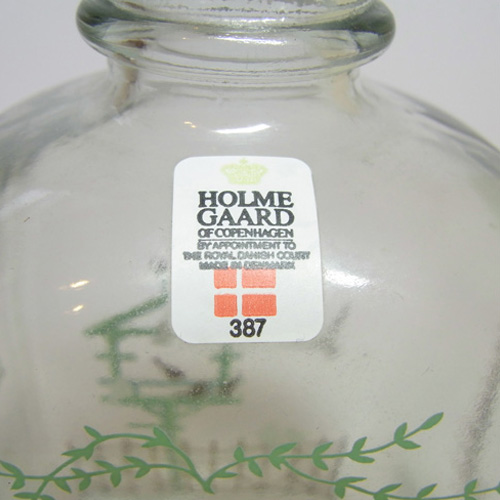 HOLME
GAARD
OF COPENHAGEN
BY APPOINTMENT TO
THE ROYAL DANISH COURT
MADE IN DENMARK
387